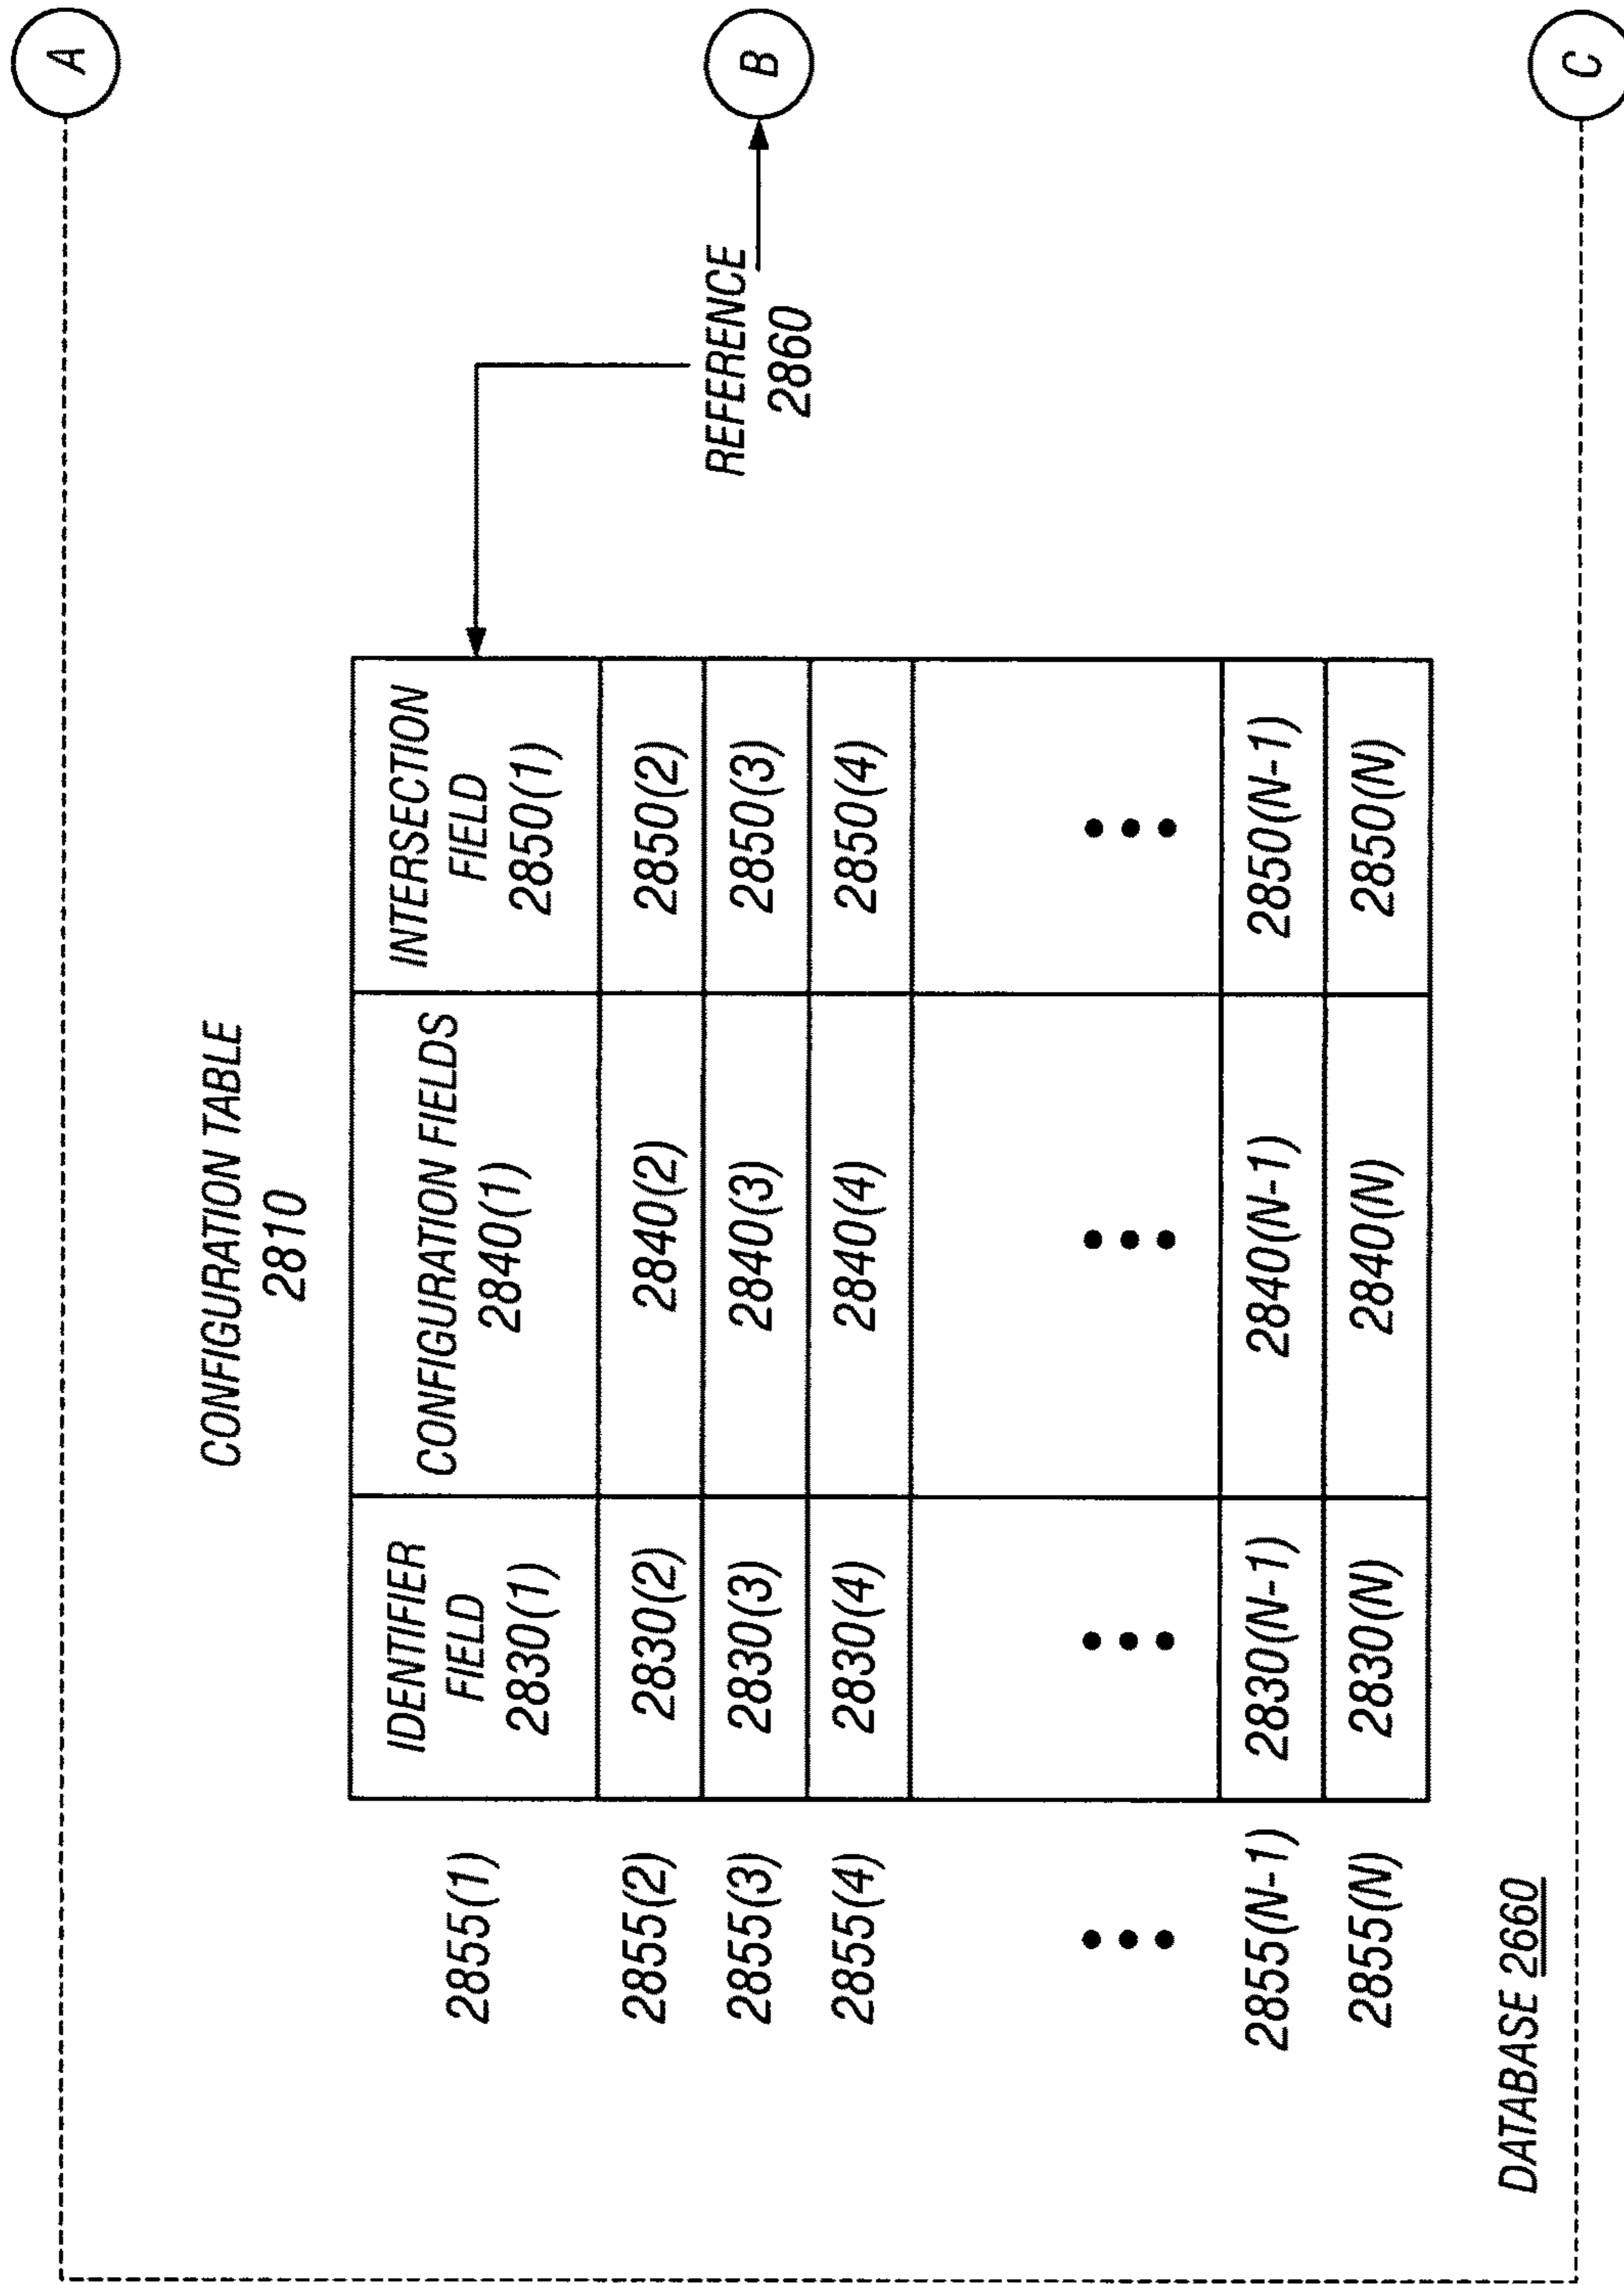 A
B
C
CONFIGURATION TABLE
2810
IDENTIFIER
FIELD
2830(1)
CONFIGURATION FIELDS
2840(1)
INTERSECTION
FIELD
2850(1)
2855(1)
2855(2)
2830(2)
2840(2)
2850(2)
2855(3)
2830(3)
2840(3)
2850(3)
2855(4)
2830(4)
2840(4)
2850(4)
2855(N-1)
2830(N-1)
2840(N-1)
2850(N-1)
2855(N)
2830(N)
2840(N)
2850(N)
REFERENCE
2860
DATABASE 2660